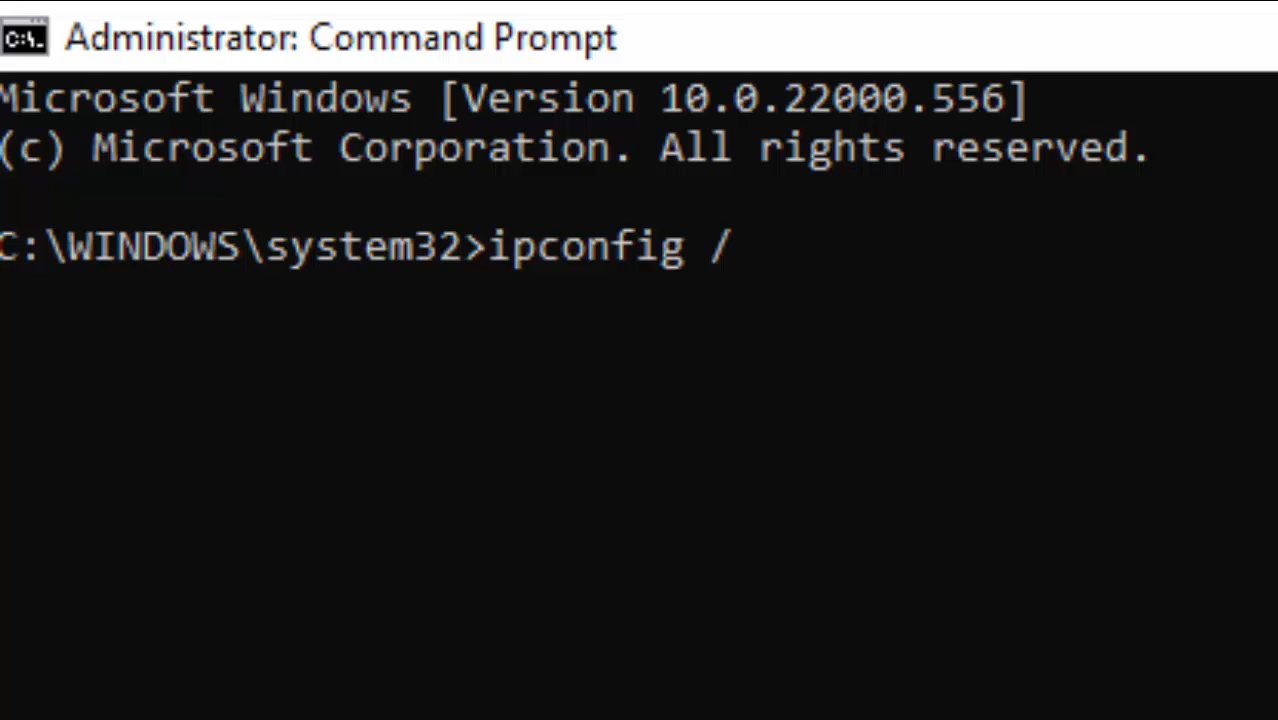 C:\.
Administrator: Command Prompt
Microsoft Windows [Version 10.0.22000.556]
(c) Microsoft Corporation. All rights reserved.
C:\WINDOWS\system32>ipconfig /